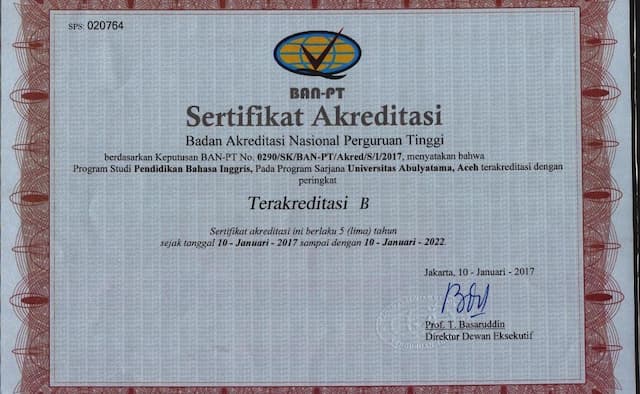 SPS: 020764
BAN-PT
Sertifikat Akreditasi
Badan Akreditasi Nasional Perguruan Tinggi
berdasarkan Keputusan BAN-PT No. 0290/SK/BAN-PT/Akred/S/I/2017, menyatakan bahwa
Program Studi Pendidikan Bahasa Inggris, Pada Program Sarjana Universitas Abulyatama, Aceh terakreditasi dengan
peringkat
Terakreditasi B
Sertifikat akreditasi ini berlaku 5 (lima) tahun
sejak tanggal 10 - Januari - 2017 sampai dengan 10 - Januari - 2022.
Jakarta, 10 - Januari - 2017
Prof. T. Basaruddin
Direktur Dewan Eksekutif